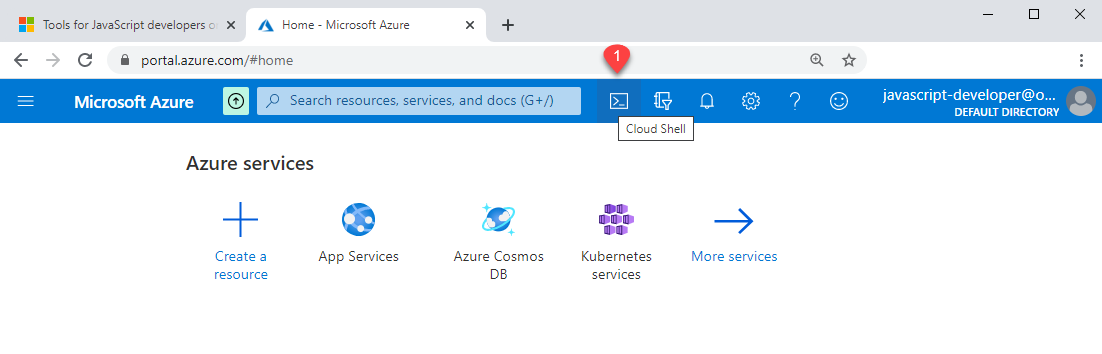 Tools for JavaScript developers o
Home - Microsoft Azure
portal.azure.com/#home
1
Microsoft Azure
Search resources, services, and docs (G+/)
javascript-developer@o...
DEFAULT DIRECTORY
Cloud Shell
Azure services
Create a
resource
App Services
Azure Cosmos
DB
Kubernetes
services
More services